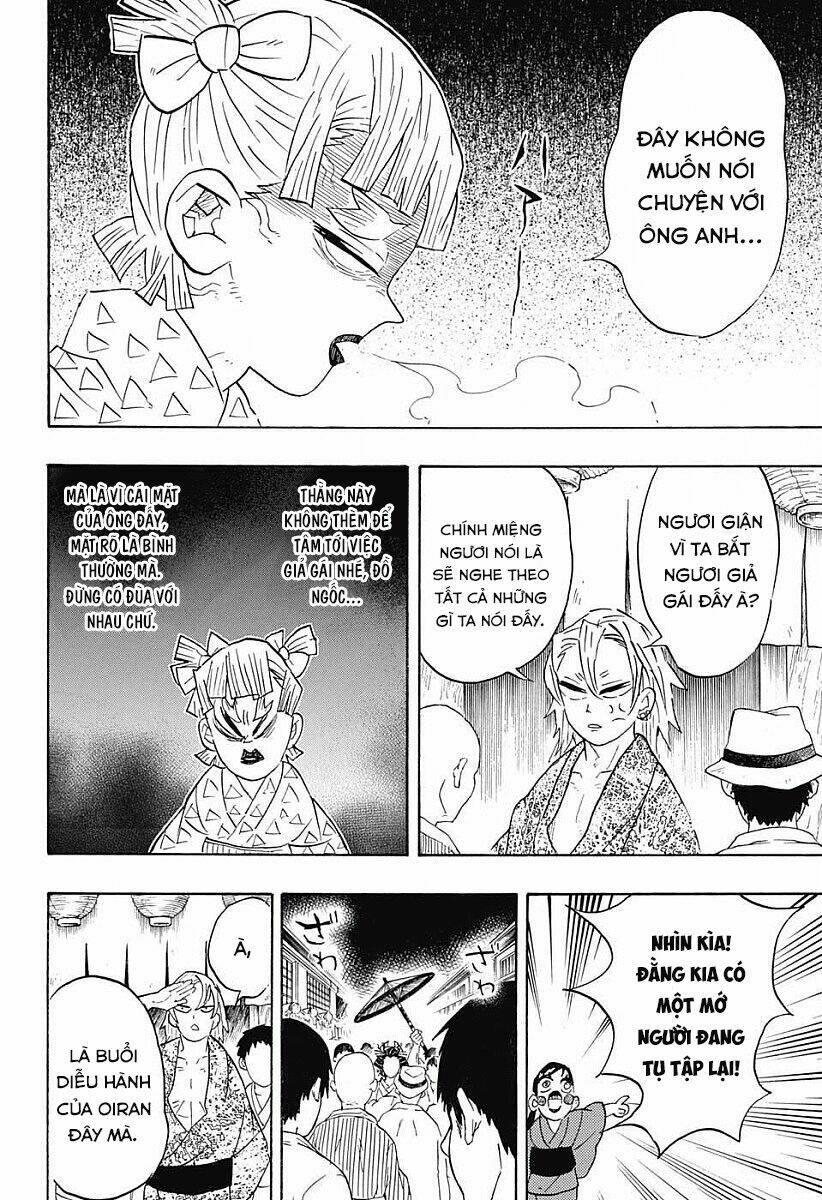 ĐÂY KHÔNG
MUỐN NÓI
CHUYỆN VỚI
ÔNG ANH...
NGƯƠI GIẬN
VÌ TA BẮT
NGƯƠI GIẢ
GÁI ĐẤY À?
CHÍNH MIỆNG
NGƯƠI NÓI LÀ
SẼ NGHE THEO
TẤT CẢ NHỮNG
GÌ TA NÓI ĐẤY.
THẰNG NÀY
KHÔNG THÈM ĐỂ
TÂM TỚI VIỆC
GIẢ GÁI NHÉ, ĐỒ
NGỐC...
MÀ LÀ VÌ CÁI MẶT
CỦA ÔNG ĐẤY,
MẶT RÕ LÀ BÌNH
THƯỜNG MÀ.
ĐỪNG CÓ ĐÙA VỚI
NHAU CHỨ.
NHÌN KÌA!
ĐẰNG KIA CÓ
MỘT MỚ
NGƯỜI ĐANG
TỤ TẬP LẠI!
ざわ
ざわ
À,
LÀ BUỔI
DIỄU HÀNH
CỦA OIRAN
ĐÂY MÀ.